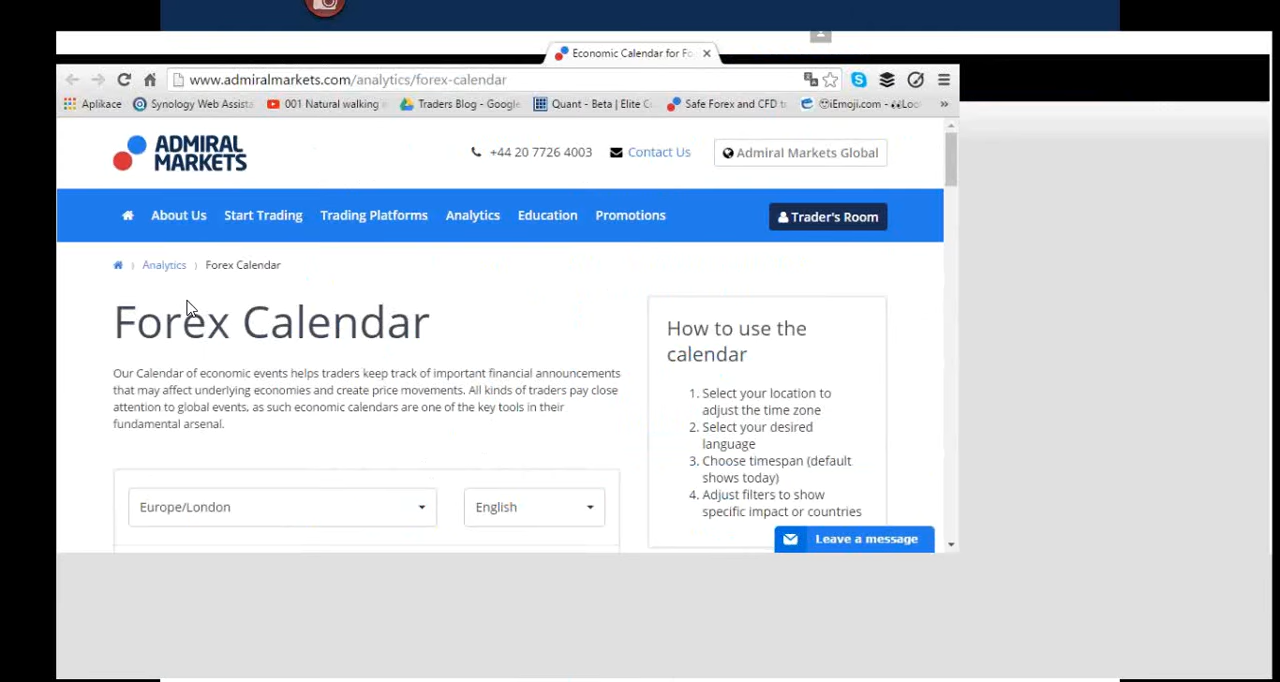 Economic Calendar for Fo
www.admiralmarkets.com/analytics/forex-calendar
Aplikace Synology Web Assista 001 Natural walking Traders Blog - Google Quant - Beta | Elite C Safe Forex and CFD tr iEmoji.com - Loo »
ADMIRAL MARKETS
+44 20 7726 4003 Contact Us Admiral Markets Global
About Us Start Trading Trading Platforms Analytics Education Promotions Trader's Room
Analytics | Forex Calendar
Forex Calendar
Our Calendar of economic events helps traders keep track of important financial announcements
that may affect underlying economies and create price movements. All kinds of traders pay close
attention to global events, as such economic calendars are one of the key tools in their
fundamental arsenal.
Europe/London English
How to use the
calendar
1. Select your location to
adjust the time zone
2. Select your desired
language
3. Choose timespan (default
shows today)
4. Adjust filters to show
specific impact or countries
Leave a message